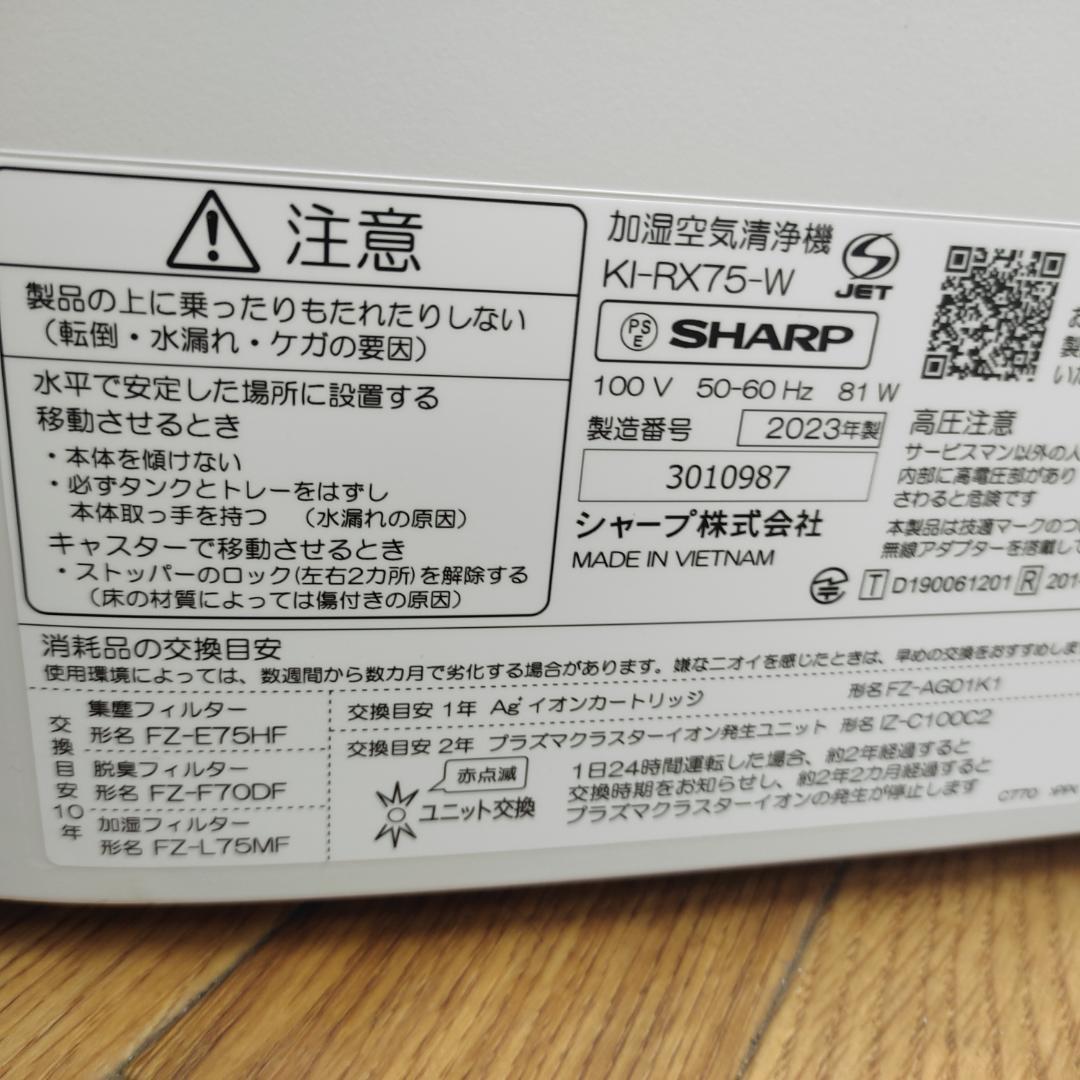 注意
製品の上に乗ったりもたれたりしない
（転倒・水漏れ・ケガの要因）
水平で安定した場所に設置する
移動させるとき
・本体を傾けない
・必ずタンクとトレーをはずし
本体取っ手を持つ （水漏れの原因）
キャスターで移動させるとき
・ストッパーのロック(左右2カ所)を解除する
（床の材質によっては傷付きの原因）
加湿空気清浄機
KI-RX75-W
JET
PSE SHARP
100 V 50-60 Hz 81 W
製造番号 2023年製
3010987
シャープ株式会社
MADE IN VIETNAM
お
製
いた
高圧注意
サービスマン以外の人
内部に高電圧部があり
さわると危険です
本製品は技適マークのつ
無線アダプターを搭載して
T D190061201 R 201
消耗品の交換目安
使用環境によっては、数週間から数カ月で劣化する場合があります。嫌なニオイを感じたときは、早めの交換をおすすめしま
交換目安10年
集塵フィルター
形名 FZ-E75HF
脱臭フィルター
形名 FZ-F70DF
加湿フィルター
形名 FZ-L75MF
交換目安 1年 Ag+イオンカートリッジ 形名 FZ-AG01K1
交換目安 2年 プラズマクラスターイオン発生ユニット 形名 IZ-C100C2
赤点滅
ユニット交換
1日24時間運転した場合、約2年経過すると
交換時期をお知らせし、約2年2カ月経過すると
プラズマクラスターイオンの発生が停止します
C770